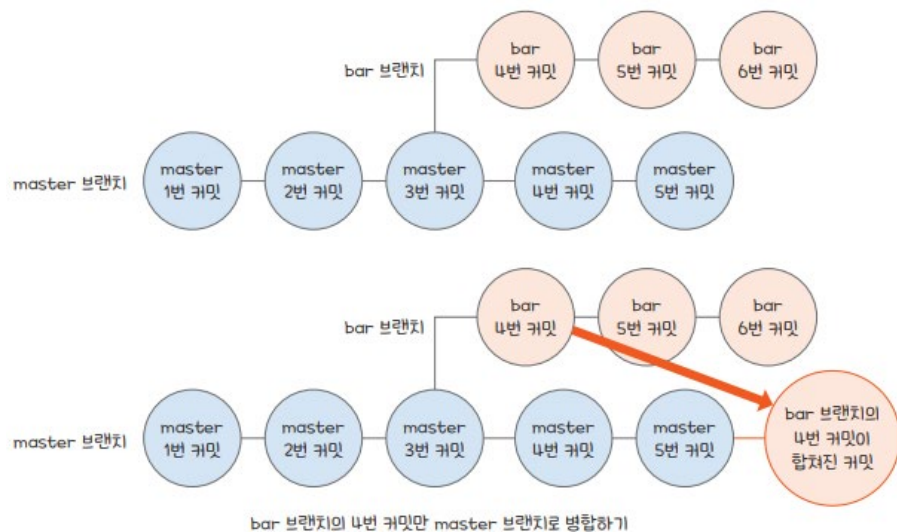 bar
4번 커밋
bar
5번 커밋
bar
6번 커밋
bar 브랜치
master 브랜치
master
1번 커밋
master
2번 커밋
master
3번 커밋
master
4번 커밋
master
5번 커밋
bar
4번 커밋
bar
5번 커밋
bar
6번 커밋
bar 브랜치
master 브랜치
master
1번 커밋
master
2번 커밋
master
3번 커밋
master
4번 커밋
master
5번 커밋
bar 브랜치의
4번 커밋이
합쳐진 커밋
bar 브랜치의 4번 커밋만 master 브랜치로 병합하기